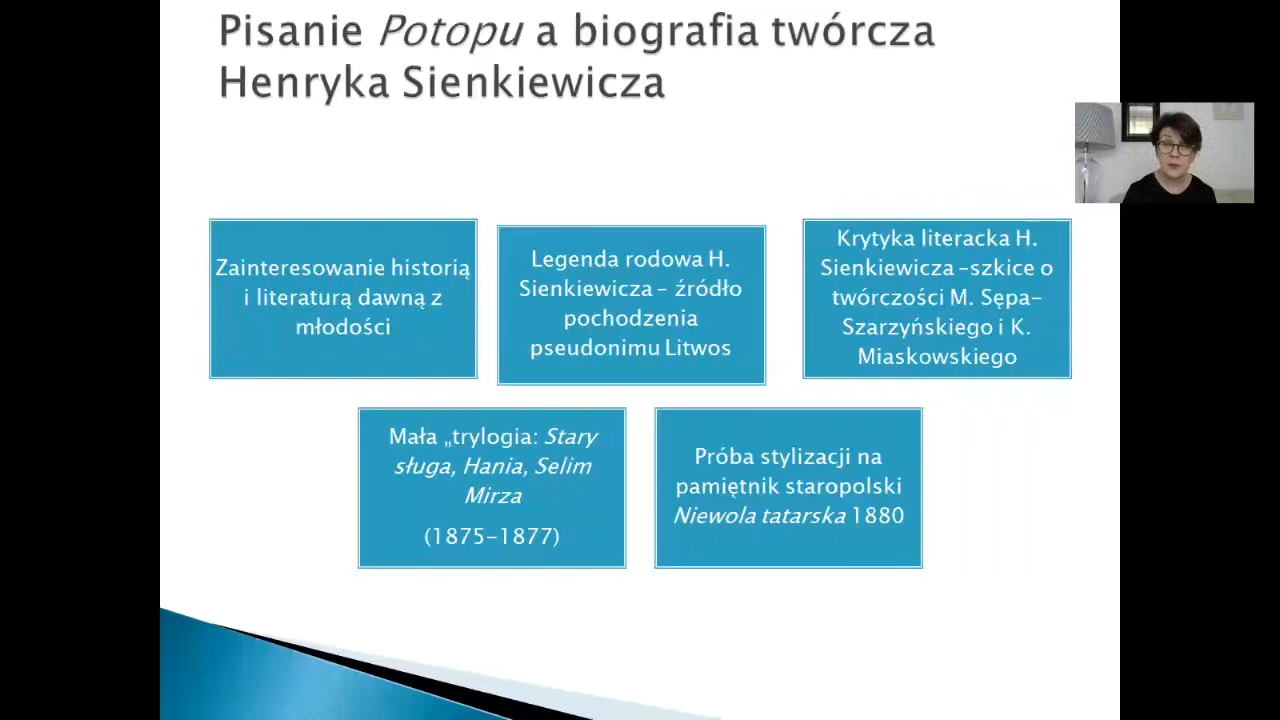 Pisanie Potopu a biografia twórcza
Henryka Sienkiewicza
Zainteresowanie historią
i literaturą dawną z
młodości
Legenda rodowa H.
Sienkiewicza – źródło
pochodzenia
pseudonimu Litwos
Krytyka literacka H.
Sienkiewicza –szkice o
twórczości M. Sępa-
Szarzyńskiego i K.
Miaskowskiego
Mała „trylogia: Stary
sługa, Hania, Selim
Mirza
(1875-1877)
Próba stylizacji na
pamiętnik staropolski
Niewola tatarska 1880